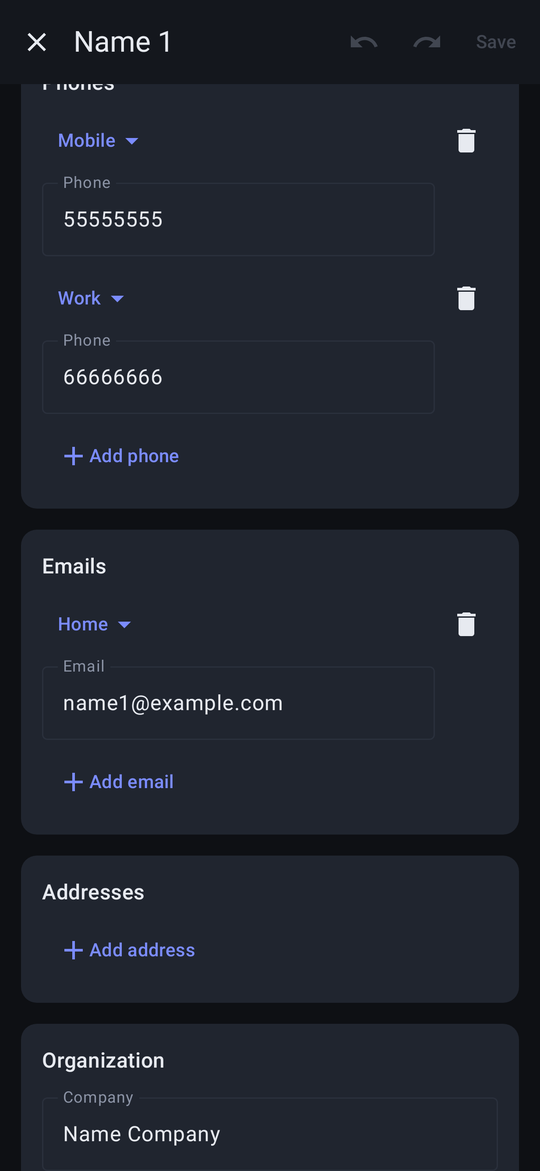 Name 1
Save
Phones
Mobile
Phone
55555555
Work
Phone
66666666
Add phone
Emails
Home
Email
name1@example.com
Add email
Addresses
Add address
Organization
Company
Name Company